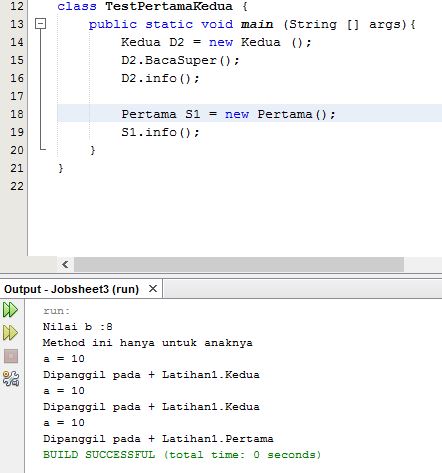 12 class TestPertamaKedua {
13 public static void main (String [] args){
14 Kedua D2 = new Kedua ();
15 D2.BacaSuper();
16 D2.info();
17
18 Pertama S1 = new Pertama();
19 S1.info();
20 }
21 }
22
Output - Jobsheet3 (run) ×
run:
Nilai b :8
Method ini hanya untuk anaknya
a = 10
Dipanggil pada + Latihan1.Kedua
a = 10
Dipanggil pada + Latihan1.Kedua
a = 10
Dipanggil pada + Latihan1.Pertama
BUILD SUCCESSFUL (total time: 0 seconds)